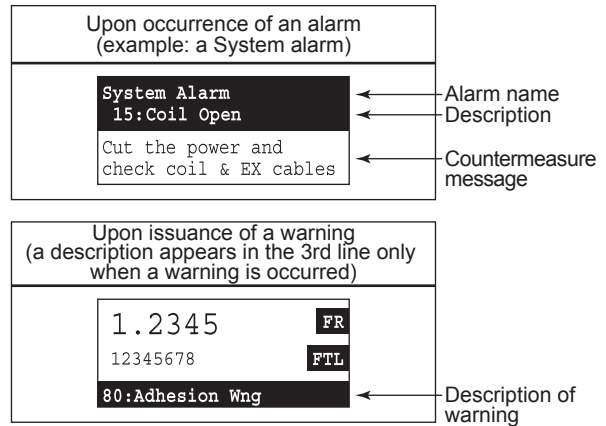 Upon occurrence of an alarm
(example: a System alarm)
System Alarm
15:Coil Open
Cut the power and
check coil & EX cables
Alarm name
Description
Countermeasure
message
Upon issuance of a warning
(a description appears in the 3rd line only
when a warning is occurred)
1.2345 FR
12345678 FTL
80:Adhesion Wng
Description of
warning